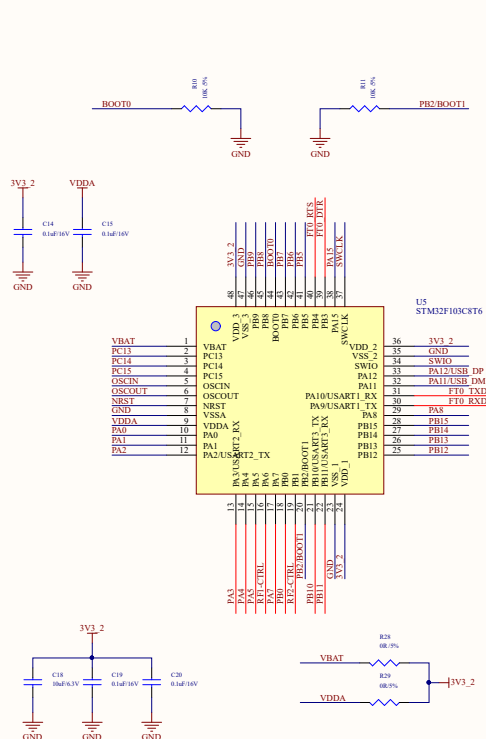 R10
10K /5%
BOOT0
GND
R11
10K /5%
PB2/BOOT1
GND
3V3_2
VDDA
C14
0.1uF/16V
C15
0.1uF/16V
GND
GND
3V3_2
GND
PB9
PB8
BOOT0
PB7
PB6
PB5
FT0_RTS
FT0_DTR
PA15
SWCLK
48
47
46
45
44
43
42
41
40
39
38
37
U5
STM32F103C8T6
VDD_3
VSS_3
PB9
PB8
BOOT0
PB7
PB6
PB5
PB4
PB3
PA15
SWCLK
VBAT 1 VBAT
PC13 2 PC13
PC14 3 PC14
PC15 4 PC15
OSCIN 5 OSCIN
OSCOUT 6 OSCOUT
NRST 7 NRST
GND 8 VSSA
VDDA 9 VDDA
PA0 10 PA0
PA1 11 PA1
PA2 12 PA2/USART2_TX
VDD_2 36 3V3_2
VSS_2 35 GND
SWIO 34 SWIO
PA12 33 PA12/USB_DP
PA11 32 PA11/USB_DM
PA10/USART1_RX 31 FT0_TXD
PA9/USART1_TX 30 FT0_RXD
PA8 29 PA8
PB15 28 PB15
PB14 27 PB14
PB13 26 PB13
PB12 25 PB12
PA3/USART2_RX
PA4
PA5
PA6
PA7
PB0
PB1
PB2/BOOT1
PB10/USART3_TX
PB11/USART3_RX
VSS_1
VDD_1
13
14
15
16
17
18
19
20
21
22
23
24
PA3
PA4
PA5
RF1-CTRL
PA7
PB0
RF2-CTRL
PB2/BOOT1
PB10
PB11
GND
3V3_2
3V3_2
C18
10uF/6.3V
C19
0.1uF/16V
C20
0.1uF/16V
GND
GND
GND
R28
0R/5%
VBAT
R29
0R/5%
VDDA
3V3_2